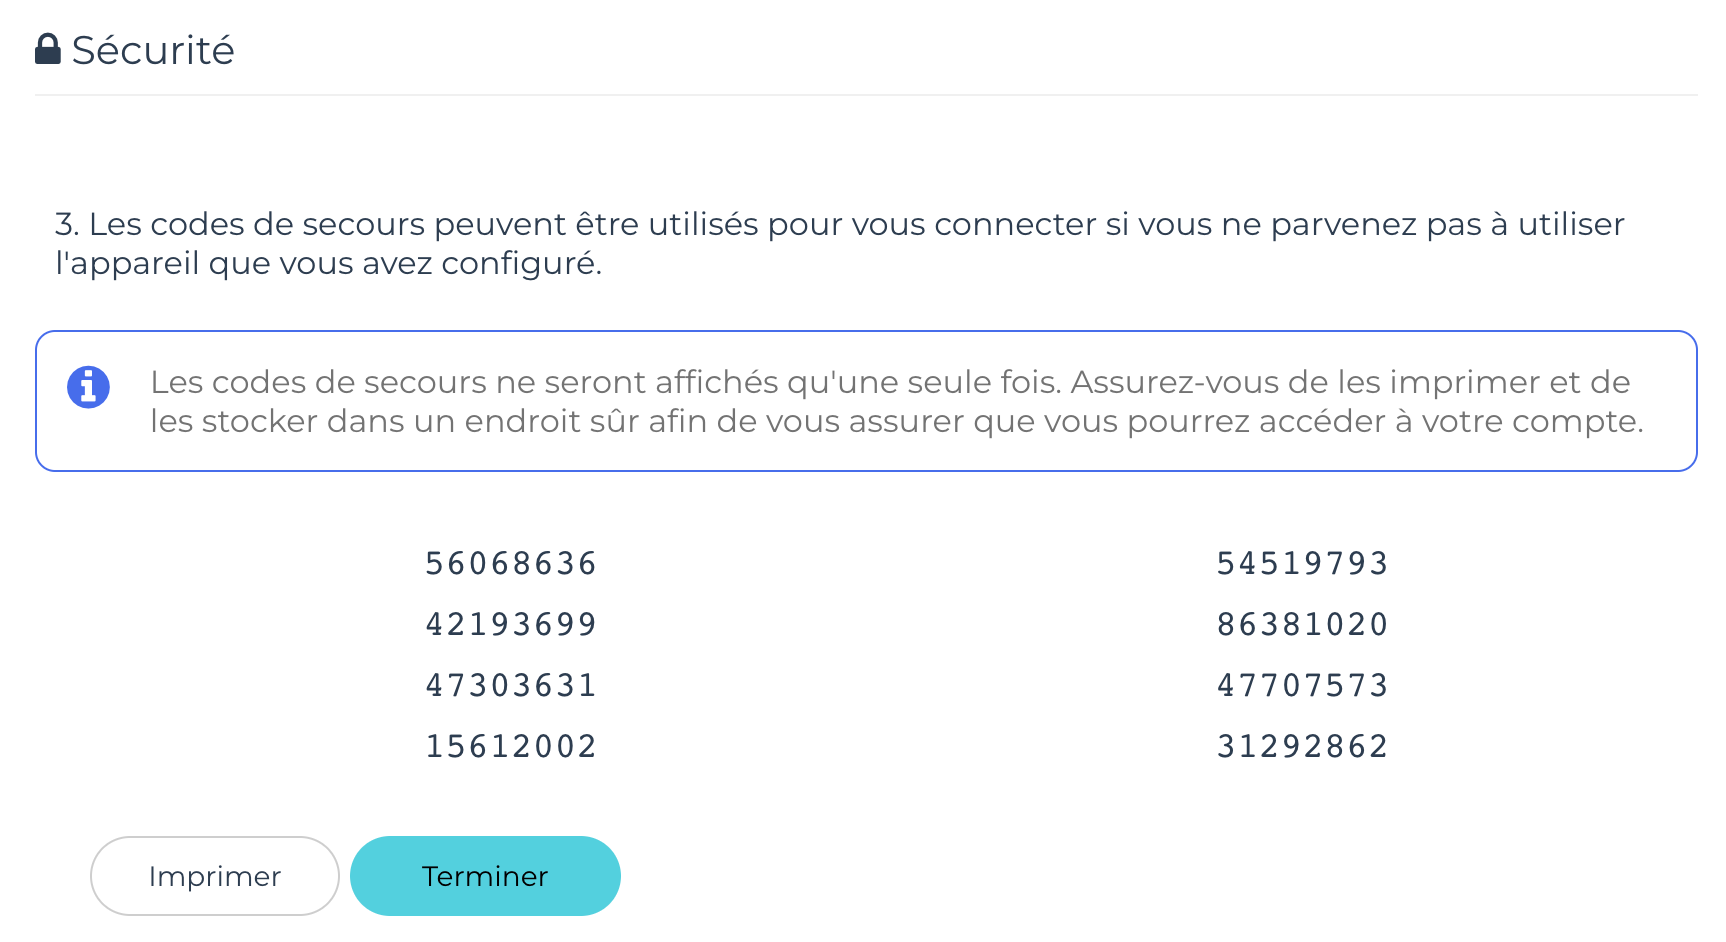 Sécurité
3. Les codes de secours peuvent être utilisés pour vous connecter si vous ne parvenez pas à utiliser
l'appareil que vous avez configuré.
Les codes de secours ne seront affichés qu'une seule fois. Assurez-vous de les imprimer et de
les stocker dans un endroit sûr afin de vous assurer que vous pourrez accéder à votre compte.
56068636 54519793
42193699 86381020
47303631 47707573
15612002 31292862
Imprimer Terminer